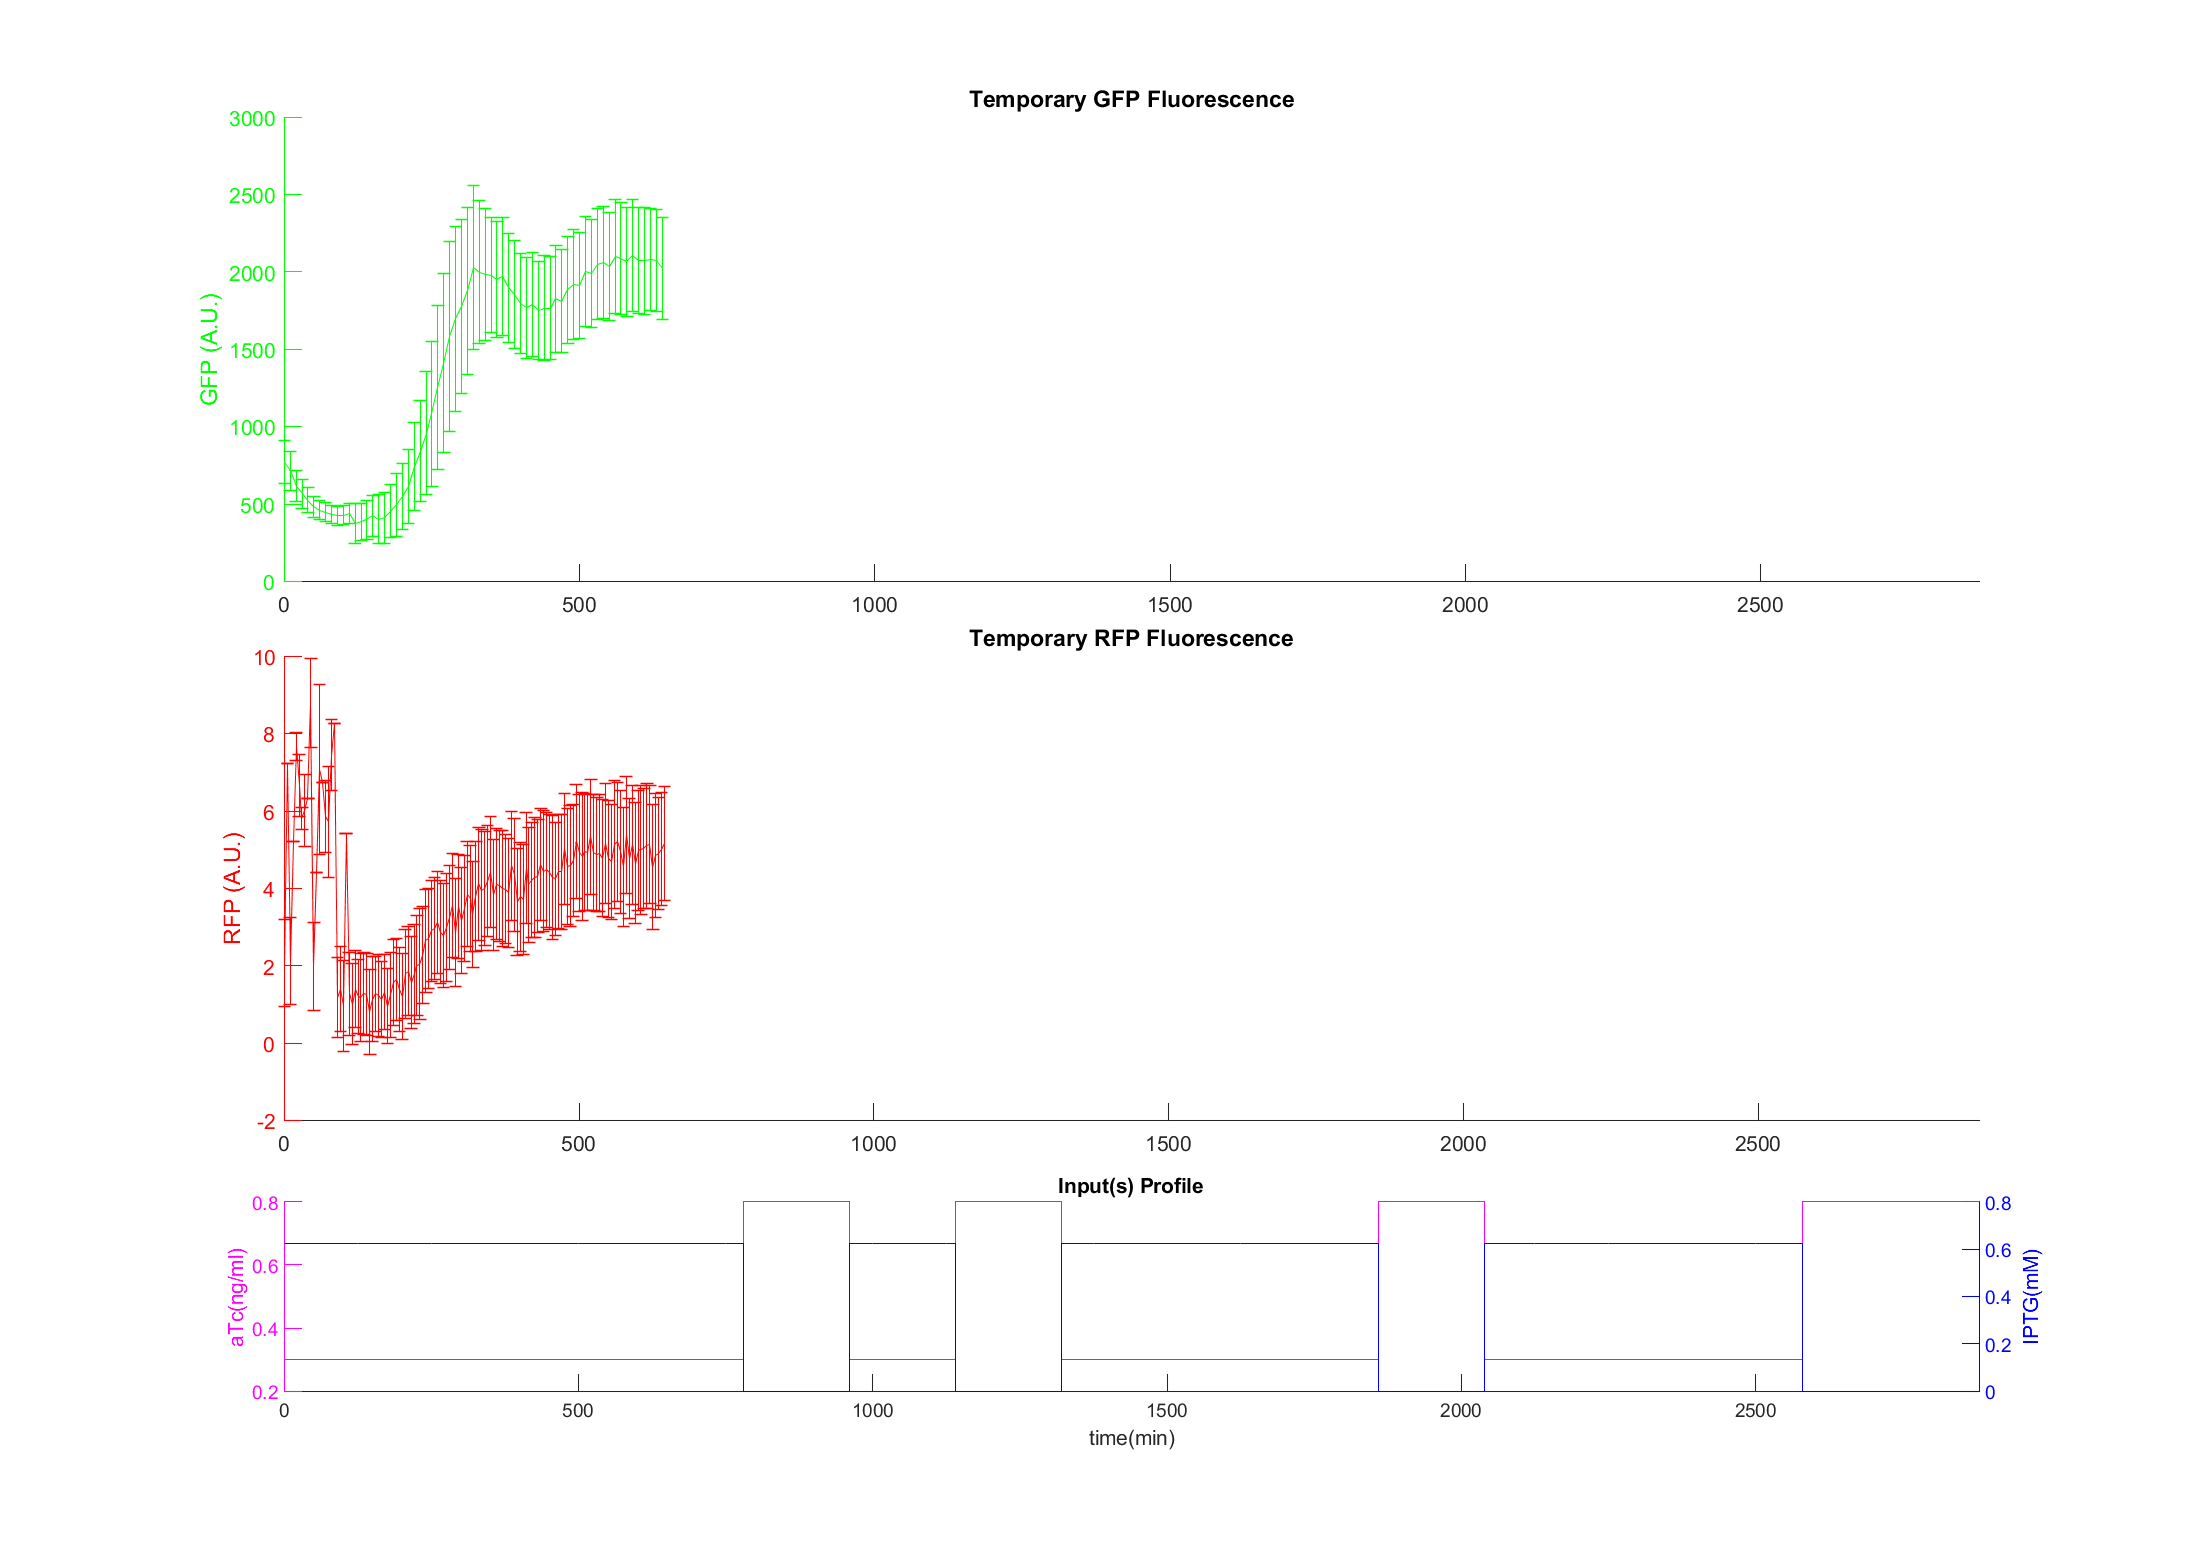 Temporary GFP Fluorescence
3000
2500
2000
1500
1000
500
0
GFP (A.U.)
0 500 1000 1500 2000 2500
Temporary RFP Fluorescence
10
8
6
4
2
0
-2
RFP (A.U.)
0 500 1000 1500 2000 2500
Input(s) Profile
0.8
0.6
0.4
0.2
aTc(ng/ml)
0.8
0.6
0.4
0.2
0
IPTG(mM)
0 500 1000 1500 2000 2500
time(min)